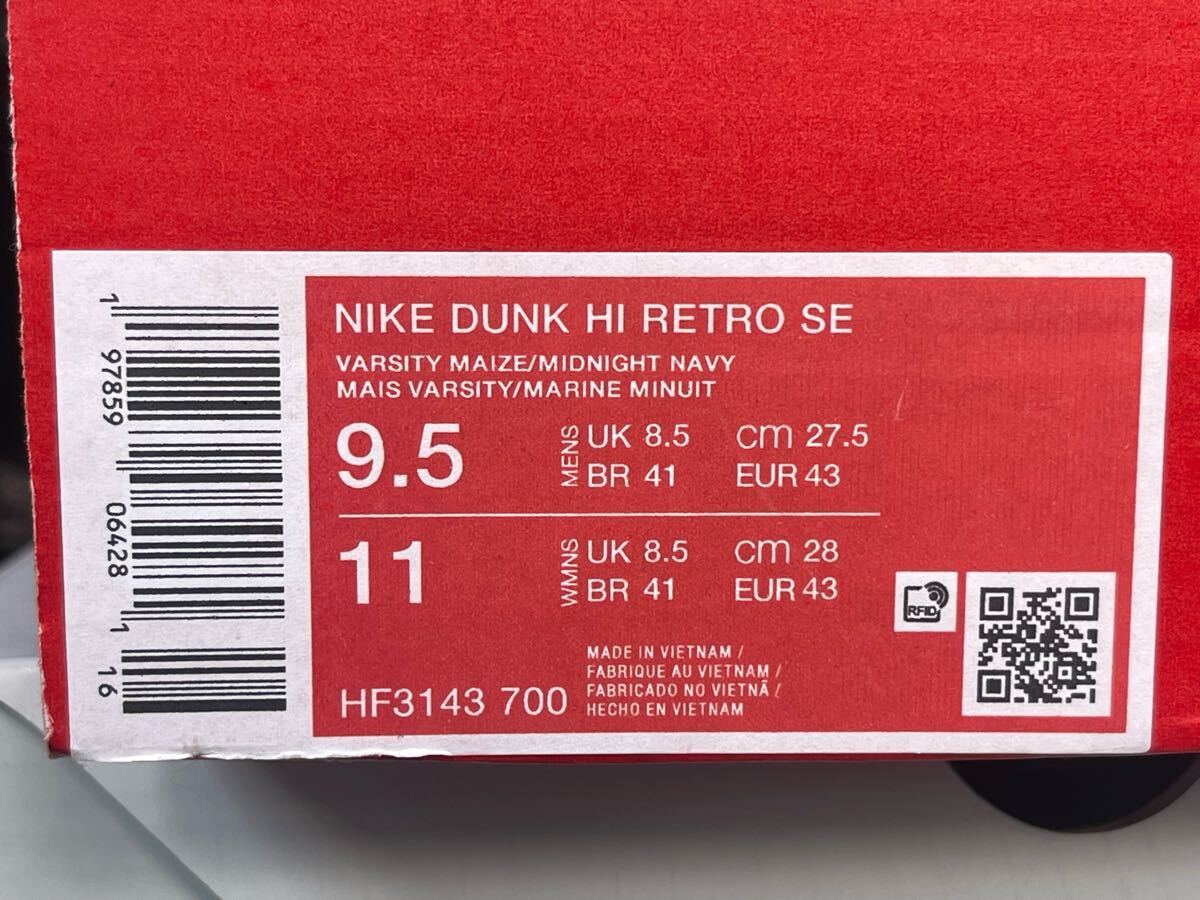 NIKE DUNK HI RETRO SE
VARSITY MAIZE/MIDNIGHT NAVY
MAIS VARSITY/MARINE MINUIT
9.5 MENS UK 8.5 cm 27.5
BR 41 EUR 43
11 WMNS UK 8.5 cm 28
BR 41 EUR 43
HF3143 700
MADE IN VIETNAM /
FABRIQUE AU VIETNAM /
FABRICADO NO VIETNÃ /
HECHO EN VIETNAM
RFID
1 97859 06428 1 16